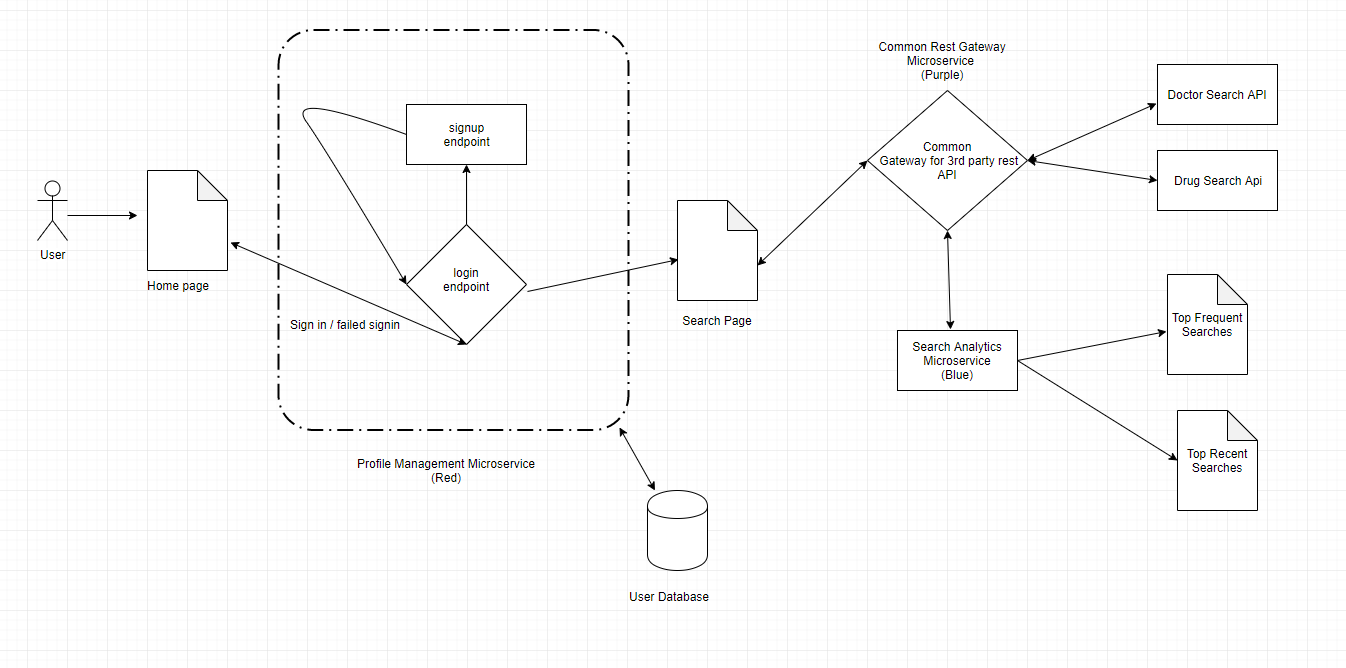 User
Home page
signup
endpoint
login
endpoint
Sign in / failed signin
Profile Management Microservice
(Red)
User Database
Search Page
Common Rest Gateway
Microservice
(Purple)
Common
Gateway for 3rd party rest
API
Doctor Search API
Drug Search Api
Search Analytics
Microservice
(Blue)
Top Frequent
Searches
Top Recent
Searches